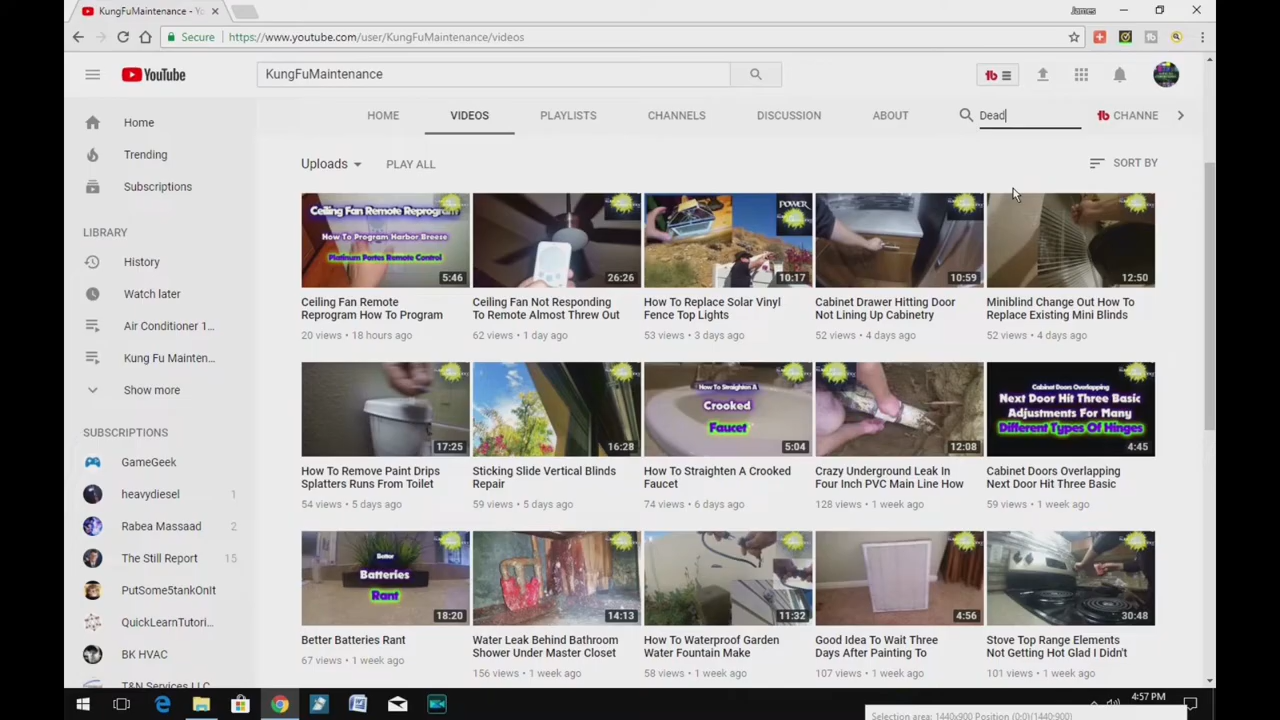 KungFuMaintenance - Yo
James
Secure
https://www.youtube.com/user/KungFuMaintenance/videos
YouTube
KungFuMaintenance
HOME
VIDEOS
PLAYLISTS
CHANNELS
DISCUSSION
ABOUT
Dead
CHANNE
Home
Trending
Subscriptions
LIBRARY
History
Watch later
Air Conditioner 1...
Kung Fu Mainten...
Show more
SUBSCRIPTIONS
GameGeek
heavydiesel 1
Rabea Massaad 2
The Still Report 15
PutSome5tankOnIt
QuickLearnTutori...
BK HVAC
T&N Services LLC
Uploads
PLAY ALL
SORT BY
Ceiling Fan Remote Reprogram
How To Program Harbor Breeze
Platinum Portes Remote Control
5:46
Ceiling Fan Remote
Reprogram How To Program
20 views • 18 hours ago
26:26
Ceiling Fan Not Responding
To Remote Almost Threw Out
62 views • 1 day ago
POWER
10:17
How To Replace Solar Vinyl
Fence Top Lights
53 views • 3 days ago
10:59
Cabinet Drawer Hitting Door
Not Lining Up Cabinetry
52 views • 4 days ago
12:50
Miniblind Change Out How To
Replace Existing Mini Blinds
52 views • 4 days ago
17:25
How To Remove Paint Drips
Splatters Runs From Toilet
54 views • 5 days ago
16:28
Sticking Slide Vertical Blinds
Repair
59 views • 5 days ago
How To Straighten A
Crooked
Faucet
5:04
How To Straighten A Crooked
Faucet
74 views • 6 days ago
12:08
Crazy Underground Leak In
Four Inch PVC Main Line How
128 views • 1 week ago
Cabinet Doors Overlapping
Next Door Hit Three Basic
Adjustments For Many
Different Types Of Hinges
4:45
Cabinet Doors Overlapping
Next Door Hit Three Basic
59 views • 1 week ago
Better
Batteries
Rant
18:20
Better Batteries Rant
67 views • 1 week ago
14:13
Water Leak Behind Bathroom
Shower Under Master Closet
156 views • 1 week ago
11:32
How To Waterproof Garden
Water Fountain Make
58 views • 1 week ago
4:56
Good Idea To Wait Three
Days After Painting To
107 views • 1 week ago
30:48
Stove Top Range Elements
Not Getting Hot Glad I Didn't
101 views • 1 week ago
4:57 PM
Selection area: 1440x900 Position (0:0)(1440:900)